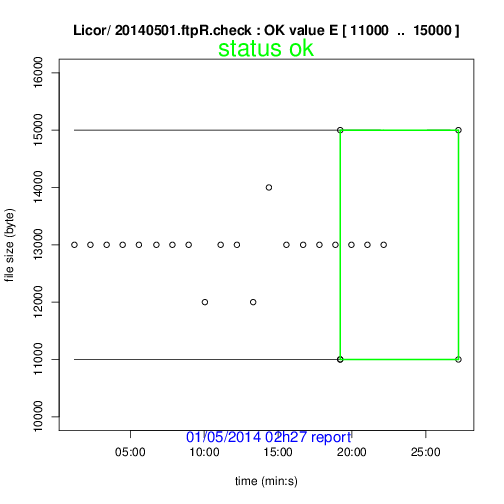 Licor/ 20140501.ftpR.check : OK value E [ 11000  ..  15000 ]
status ok
16000
15000
14000
13000
12000
11000
10000
file size (byte)
01/05/2014 02h27 report
05:00 10:00 15:00 20:00 25:00
time (min:s)